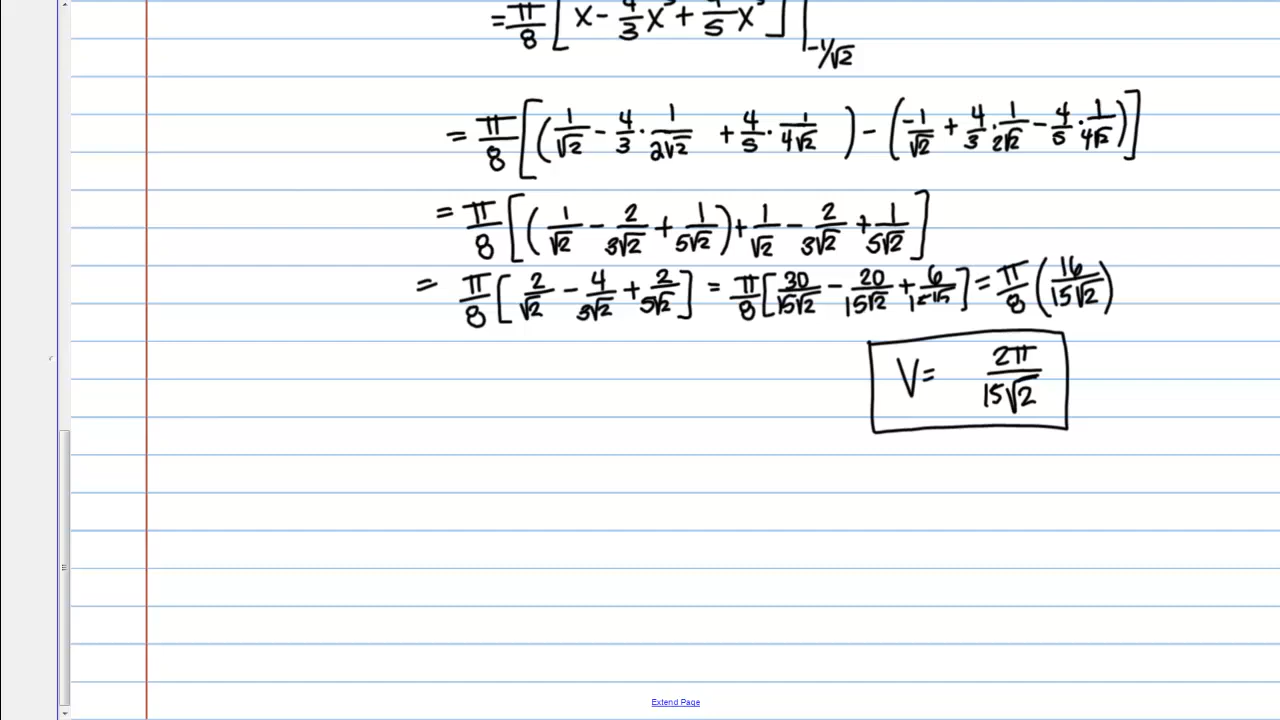 = π/8 [ x - 4/3 x³ + 4/5 x⁵ ] |_{-1/√2}
= π/8 [ ( 1/√2 - 4/3 · 1/2√2 + 4/5 · 1/4√2 ) - ( -1/√2 + 4/3 · 1/2√2 - 4/5 · 1/4√2 ) ]
= π/8 [ ( 1/√2 - 2/3√2 + 1/5√2 ) + 1/√2 - 2/3√2 + 1/5√2 ]
= π/8 [ 2/√2 - 4/3√2 + 2/5√2 ] = π/8 [ 30/15√2 - 20/15√2 + 6/ ] = π/8 ( 16/15√2 )
V = 2π/15√2
Extend Page